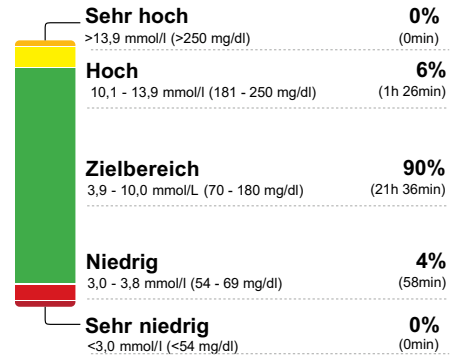 Sehr hoch 0%
>13,9 mmol/l (>250 mg/dl) (0min)
Hoch 6%
10,1 - 13,9 mmol/l (181 - 250 mg/dl) (1h 26min)
Zielbereich 90%
3,9 - 10,0 mmol/L (70 - 180 mg/dl) (21h 36min)
Niedrig 4%
3,0 - 3,8 mmol/l (54 - 69 mg/dl) (58min)
Sehr niedrig 0%
<3,0 mmol/l (<54 mg/dl) (0min)